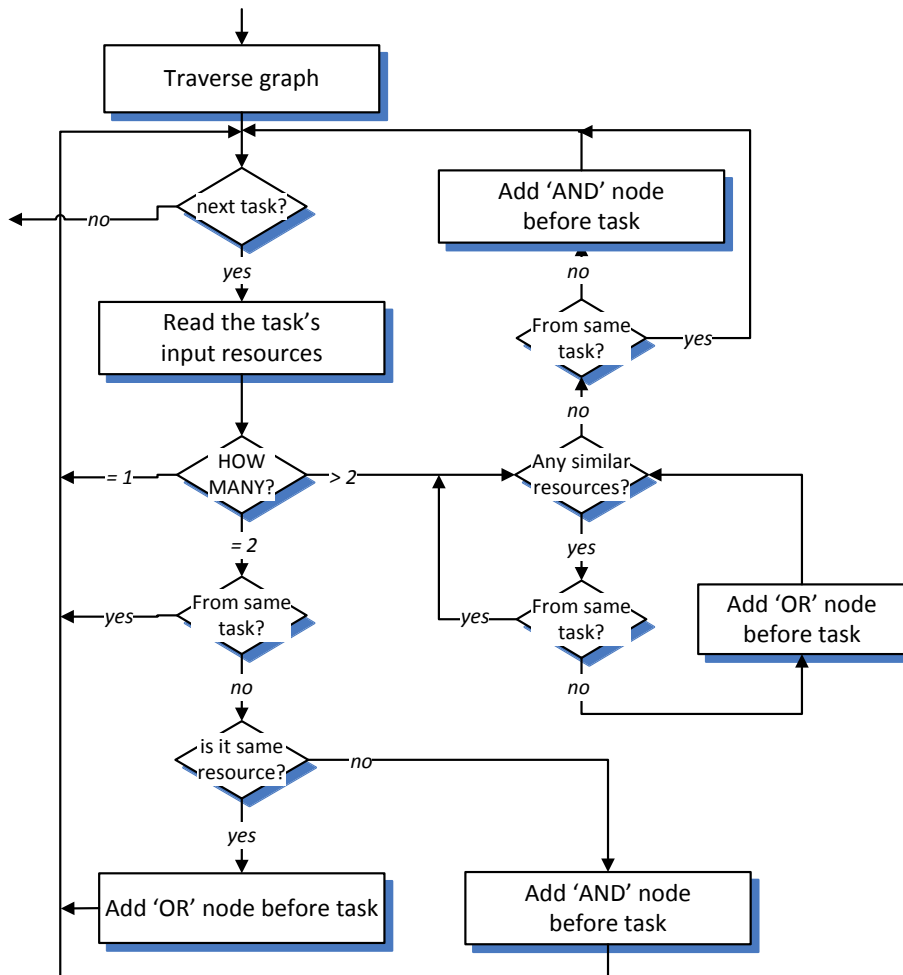 Traverse graph
next task?
no
yes
Read the task's
input resources
HOW
MANY?
= 1
> 2
= 2
From same
task?
yes
no
is it same
resource?
no
yes
Add ‘OR’ node before task
Add ‘AND’ node
before task
Any similar
resources?
no
yes
From same
task?
yes
no
Add ‘OR’ node
before task
From same
task?
yes
no
Add ‘AND’ node
before task